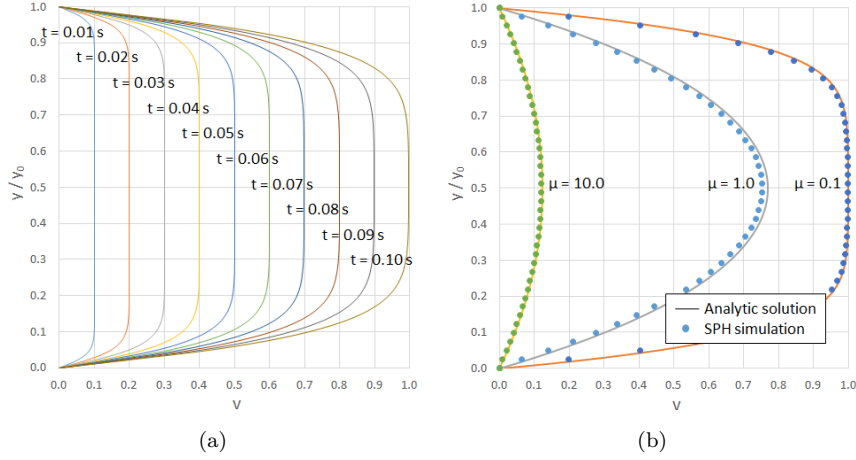 y / y0
1.0
0.9
0.8
0.7
0.6
0.5
0.4
0.3
0.2
0.1
0.0
t = 0.01 s
t = 0.02 s
t = 0.03 s
t = 0.04 s
t = 0.05 s
t = 0.06 s
t = 0.07 s
t = 0.08 s
t = 0.09 s
t = 0.10 s
0.0 0.1 0.2 0.3 0.4 0.5 0.6 0.7 0.8 0.9 1.0
v
(a)
y / y0
1.0
0.9
0.8
0.7
0.6
0.5
0.4
0.3
0.2
0.1
0.0
μ = 10.0 μ = 1.0 μ = 0.1
Analytic solution
SPH simulation
0.0 0.1 0.2 0.3 0.4 0.5 0.6 0.7 0.8 0.9 1.0
v
(b)